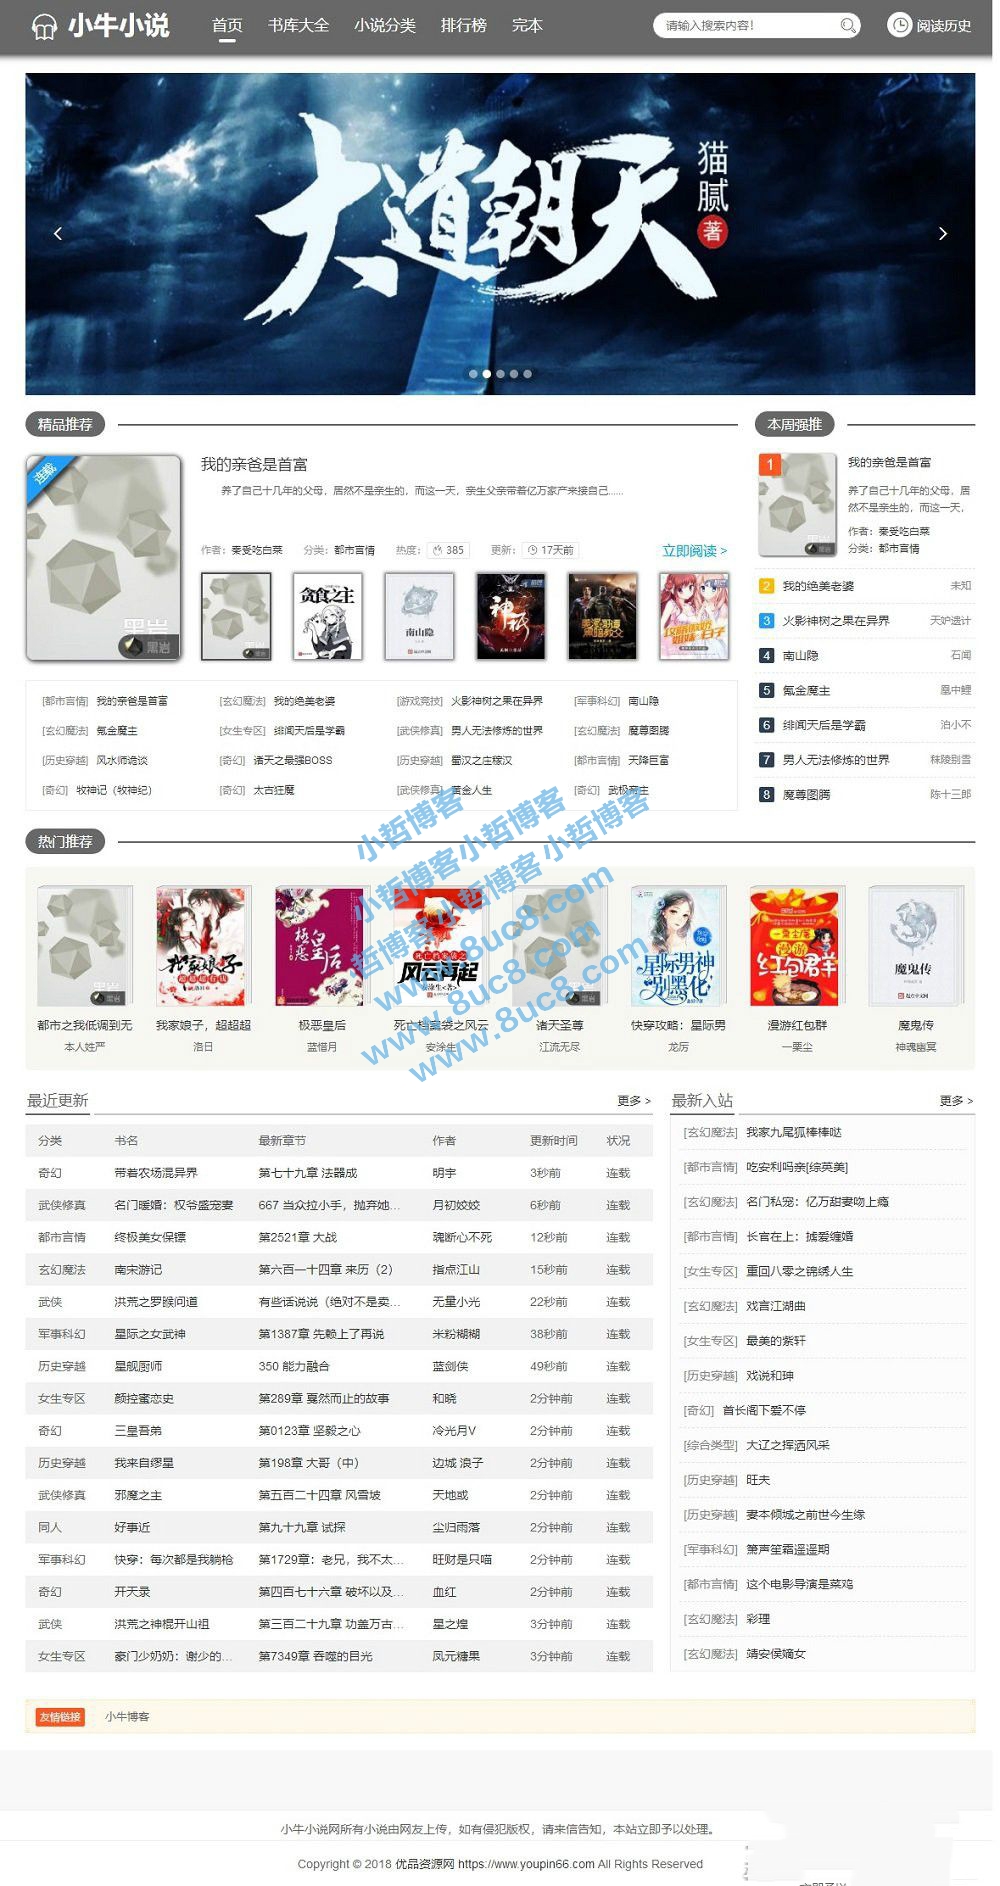 小牛小说
首页 书库大全 小说分类 排行榜 完本
请输入搜索内容！
阅读历史
大道朝天
猫腻
著
精品推荐
连载
黑岩
我的亲爸是首富
养了自己十几年的父母，居然不是亲生的，而这一天，亲生父亲带着亿万家产来接自己......
作者：秦受吃白菜 分类：都市言情 热度：385 更新：17天前 立即阅读 >
贪食之主
南山隐
[都市言情] 我的亲爸是首富 [玄幻魔法] 我的绝美老婆 [游戏竞技] 火影神树之果在异界 [军事科幻] 南山隐
[玄幻魔法] 氪金魔主 [女生专区] 绯闻天后是学霸 [武侠修真] 男人无法修炼的世界 [玄幻魔法] 魔尊图腾
[历史穿越] 风水师诡谈 [奇幻] 诸天之最强BOSS [历史穿越] 蜀汉之庄稼汉 [都市言情] 天降巨富
[奇幻] 牧神记（牧神纪） [奇幻] 太古狂魔 [武侠修真] 黄金人生 [奇幻] 武极帝主
本周强推
1
我的亲爸是首富
养了自己十几年的父母，居
然不是亲生的，而这一天，
作者：秦受吃白菜
分类：都市言情
2 我的绝美老婆 未知
3 火影神树之果在异界 天妒遗计
4 南山隐 石闻
5 氪金魔主 墨中鲤
6 绯闻天后是学霸 泊小不
7 男人无法修炼的世界 秣陵别雪
8 魔尊图腾 陈十三郎
热门推荐
我家娘子
极恶皇后
风云再起
星际男神
别黑化
漫游
红包群
魔鬼传
都市之我低调到无 我家娘子，超超超 极恶皇后 死亡档案袋之风云 诸天圣尊 快穿攻略：星际男 漫游红包群 魔鬼传
本人姓严 洛日 蓝惜月 安涂生 江流无尽 龙厉 一栗尘 神魂幽冥
小哲博客小哲博客小哲博客
小哲博客小哲博客
www.8uc8.com
www.8uc8.com
最近更新 更多 >
分类 书名 最新章节 作者 更新时间 状况
奇幻 带着农场混异界 第七十九章 法器成 明宇 3秒前 连载
武侠修真 名门暖婚：权爷盛宠妻 667 当众拉小手，抛弃她... 月初姣姣 6秒前 连载
都市言情 终极美女保镖 第2521章 大战 魂断心不死 12秒前 连载
玄幻魔法 南宋游记 第六百一十四章 来历（2） 指点江山 15秒前 连载
武侠 洪荒之罗睺问道 有些话说说（绝对不是卖... 无量小光 22秒前 连载
军事科幻 星际之女武神 第1387章 先赖上了再说 米粉糊糊 38秒前 连载
历史穿越 星舰厨师 350 能力融合 蓝剑侠 49秒前 连载
女生专区 颜控蜜恋史 第289章 戛然而止的故事 和晓 2分钟前 连载
奇幻 三皇吾弟 第0123章 坚毅之心 冷光月V 2分钟前 连载
历史穿越 我来自缪星 第198章 大哥（中） 边城 浪子 2分钟前 连载
武侠修真 邪魔之主 第五百二十四章 风雪坡 天地或 2分钟前 连载
同人 好事近 第九十九章 试探 尘归雨落 2分钟前 连载
军事科幻 快穿：每次都是我躺枪 第1729章：老兄，我不太... 旺财是只喵 2分钟前 连载
奇幻 开天录 第四百七十六章 破坏以及... 血红 2分钟前 连载
武侠 洪荒之神棍开山祖 第三百二十九章 功盖万古... 星之煌 3分钟前 连载
女生专区 豪门少奶奶：谢少的... 第7349章 吞噬的目光 凤元糖果 3分钟前 连载
最新入站 更多 >
[玄幻魔法] 我家九尾狐棒棒哒
[都市言情] 吃安利吗亲[综英美]
[玄幻魔法] 名门私宠：亿万甜妻吻上瘾
[都市言情] 长官在上：掳爱缠婚
[女生专区] 重回八零之锦绣人生
[玄幻魔法] 戏言江湖曲
[女生专区] 最美的紫轩
[历史穿越] 戏说和珅
[奇幻] 首长阁下爱不停
[综合类型] 大辽之挥洒风采
[历史穿越] 旺夫
[历史穿越] 妻本倾城之前世今生缘
[军事科幻] 箫声笙霜遥遥期
[都市言情] 这个电影导演是菜鸡
[玄幻魔法] 彩理
[玄幻魔法] 靖安侯嫡女
友情链接 小牛博客
小牛小说网所有小说由网友上传，如有侵犯版权，请来信告知，本站立即予以处理。
Copyright © 2018 优品资源网 https://www.youpin66.com All Rights Reserved